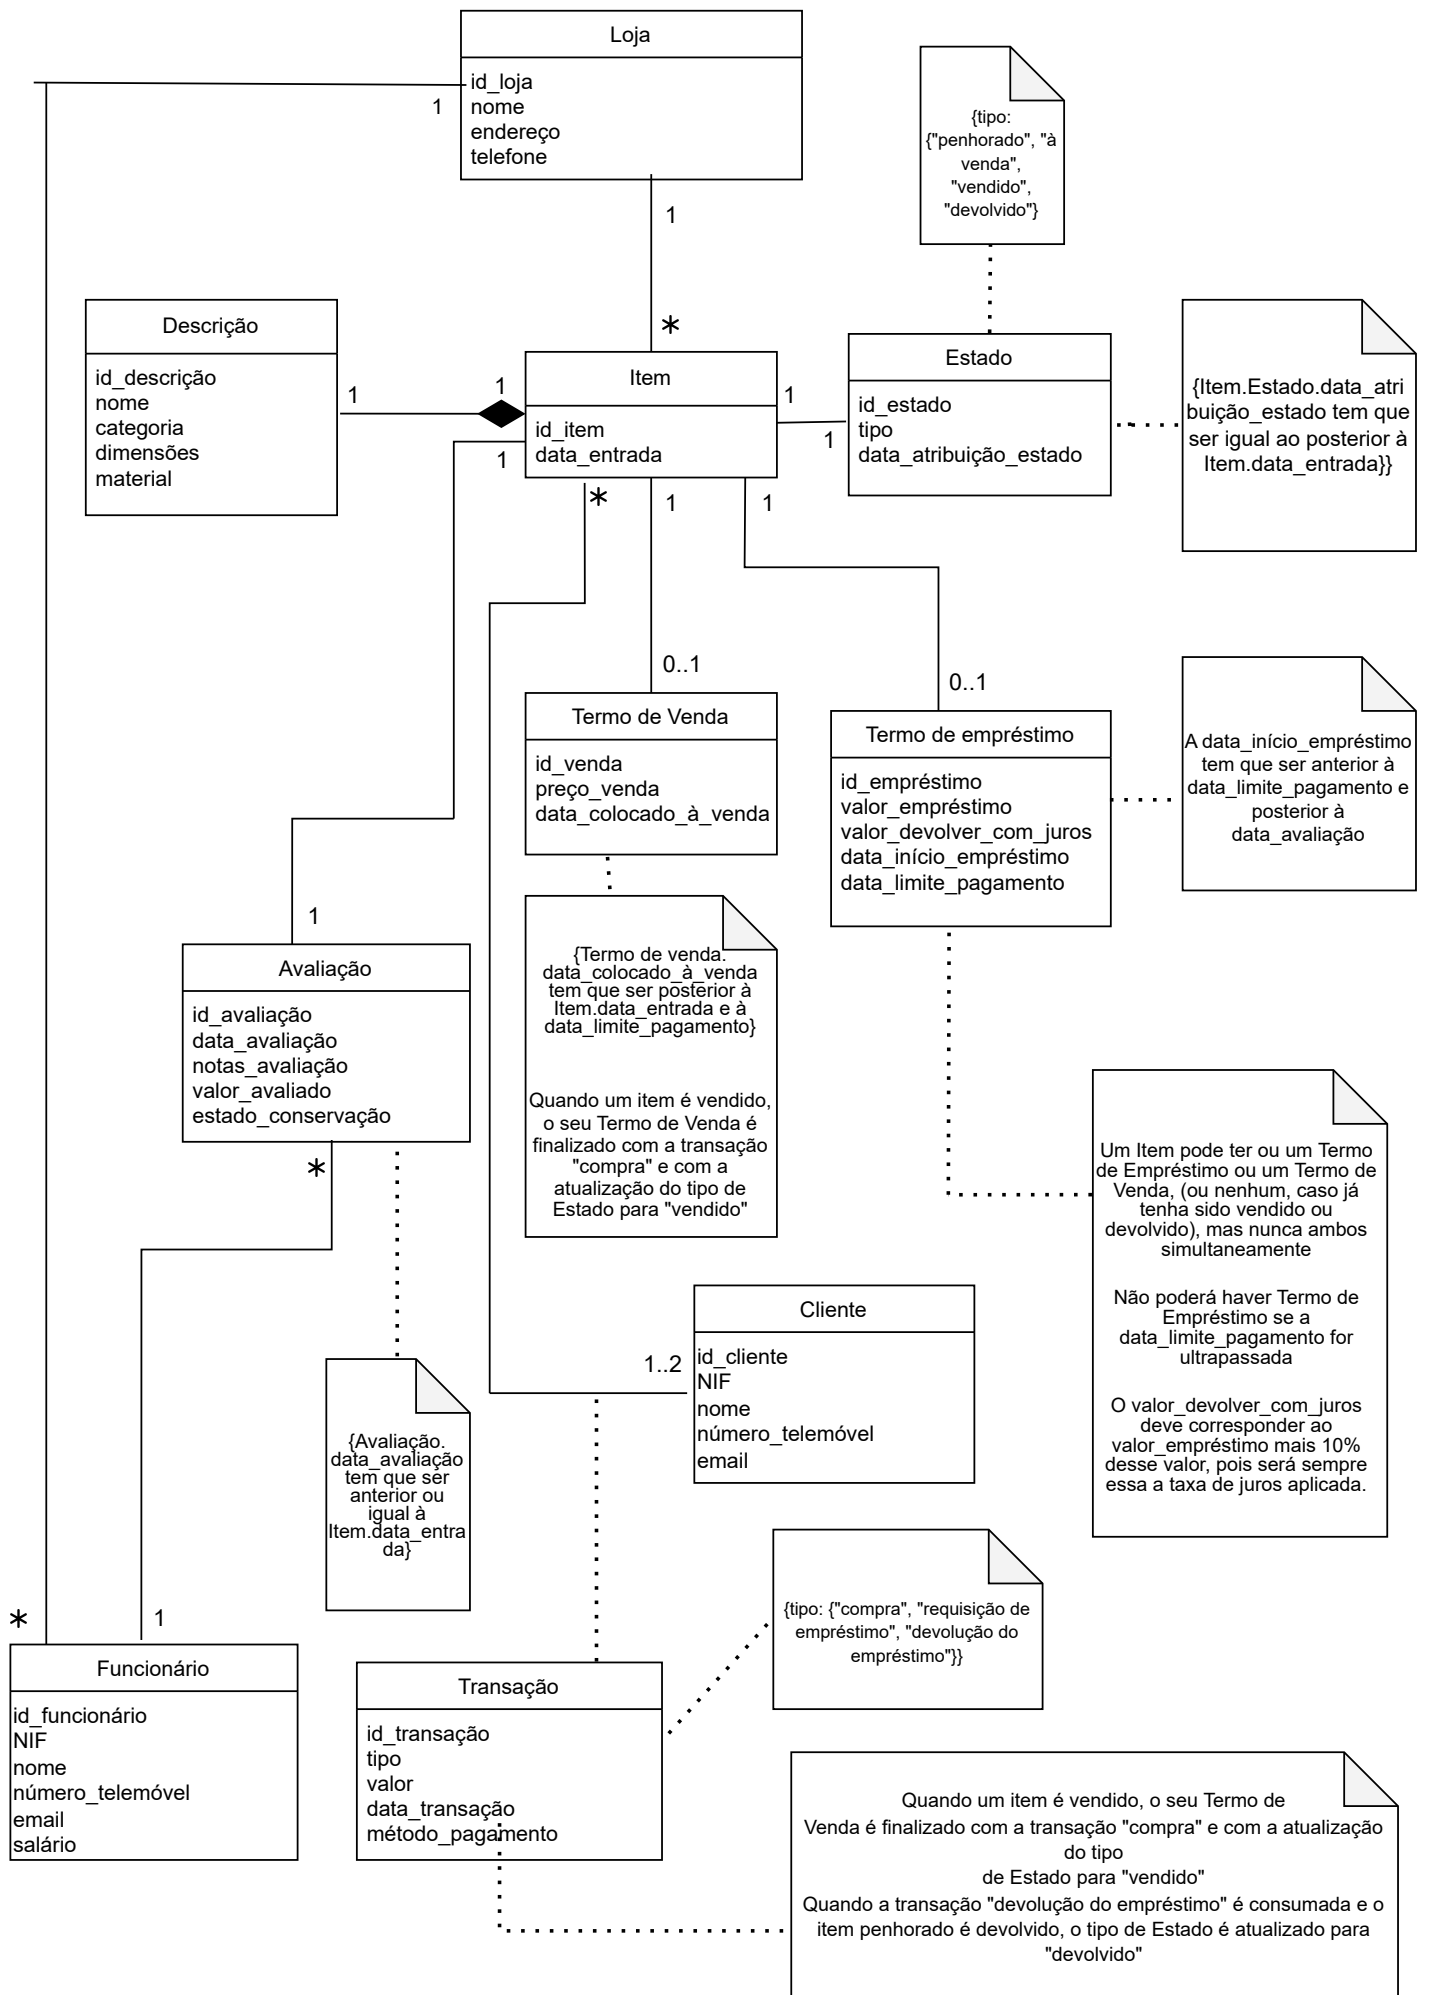 Loja
id_loja
nome
endereço
telefone
1
1
*
{tipo:
{"penhorado", "à
venda",
"vendido",
"devolvido"}
Descrição
id_descrição
nome
categoria
dimensões
material
1
1
Item
id_item
data_entrada
1
1
Estado
id_estado
tipo
data_atribuição_estado
{Item.Estado.data_atri
buição_estado tem que
ser igual ao posterior à
Item.data_entrada}}
1
*
1
1
0..1
0..1
Termo de Venda
id_venda
preço_venda
data_colocado_à_venda
Termo de empréstimo
id_empréstimo
valor_empréstimo
valor_devolver_com_juros
data_início_empréstimo
data_limite_pagamento
A data_início_empréstimo
tem que ser anterior à
data_limite_pagamento e
posterior à
data_avaliação
1
Avaliação
id_avaliação
data_avaliação
notas_avaliação
valor_avaliado
estado_conservação
*
{Termo de venda.
data_colocado_à_venda
tem que ser posterior à
Item.data_entrada e à
data_limite_pagamento}
Quando um item é vendido,
o seu Termo de Venda é
finalizado com a transação
"compra" e com a
atualização do tipo de
Estado para "vendido"
Um Item pode ter ou um Termo
de Empréstimo ou um Termo de
Venda, (ou nenhum, caso já
tenha sido vendido ou
devolvido), mas nunca ambos
simultaneamente
Não poderá haver Termo de
Empréstimo se a
data_limite_pagamento for
ultrapassada
O valor_devolver_com_juros
deve corresponder ao
valor_empréstimo mais 10%
desse valor, pois será sempre
essa a taxa de juros aplicada.
1..2
Cliente
id_cliente
NIF
nome
número_telemóvel
email
{Avaliação.
data_avaliação
tem que ser
anterior ou
igual à
Item.data_entra
da}
{tipo: {"compra", "requisição de
empréstimo", "devolução do
empréstimo"}}
*
1
Funcionário
id_funcionário
NIF
nome
número_telemóvel
email
salário
Transação
id_transação
tipo
valor
data_transação
método_pagamento
Quando um item é vendido, o seu Termo de
Venda é finalizado com a transação "compra" e com a atualização
do tipo
de Estado para "vendido"
Quando a transação "devolução do empréstimo" é consumada e o
item penhorado é devolvido, o tipo de Estado é atualizado para
"devolvido"